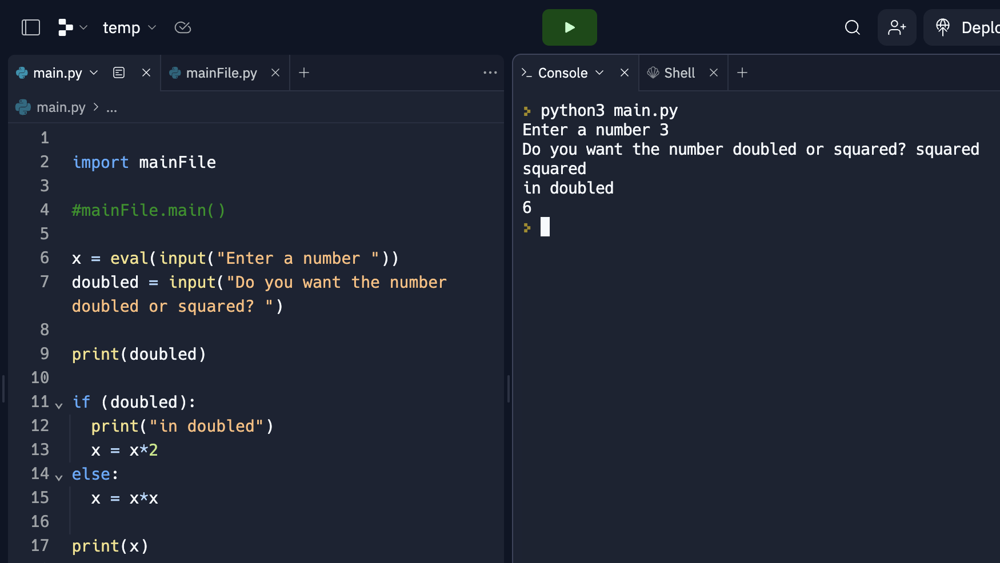 temp
Deplo
main.py
mainFile.py
Console
Shell
main.py > ...
1
2 import mainFile
3
4 #mainFile.main()
5
6 x = eval(input("Enter a number "))
7 doubled = input("Do you want the number
doubled or squared? ")
8
9 print(doubled)
10
11 if (doubled):
12 print("in doubled")
13 x = x*2
14 else:
15 x = x*x
16
17 print(x)
python3 main.py
Enter a number 3
Do you want the number doubled or squared? squared
squared
in doubled
6